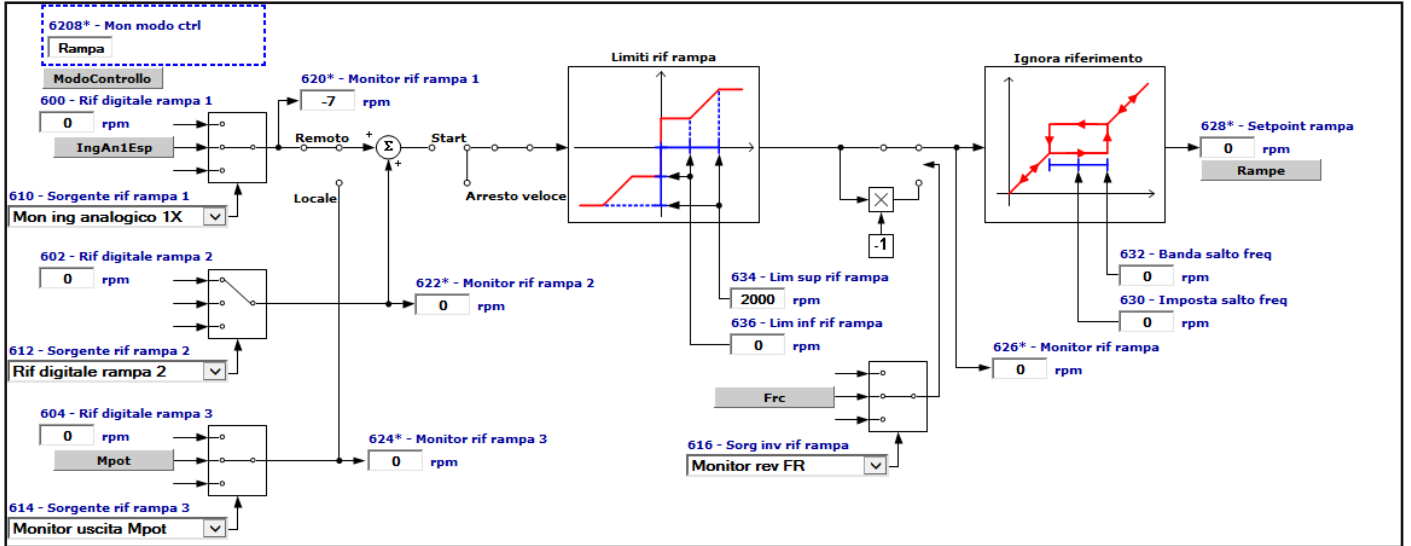 6208* - Mon modo ctrl
Rampa
ModoControllo
600 - Rif digitale rampa 1
0 rpm
IngAn1Esp
610 - Sorgente rif rampa 1
Mon ing analogico 1X
620* - Monitor rif rampa 1
-7 rpm
Remoto
Locale
+
Σ
+
Start
Arresto veloce
602 - Rif digitale rampa 2
0 rpm
612 - Sorgente rif rampa 2
Rif digitale rampa 2
622* - Monitor rif rampa 2
0 rpm
604 - Rif digitale rampa 3
0 rpm
Mpot
614 - Sorgente rif rampa 3
Monitor uscita Mpot
624* - Monitor rif rampa 3
0 rpm
Limiti rif rampa
634 - Lim sup rif rampa
2000 rpm
636 - Lim inf rif rampa
0 rpm
Frc
616 - Sorg inv rif rampa
Monitor rev FR
-1
Ignora riferimento
632 - Banda salto freq
0 rpm
630 - Imposta salto freq
0 rpm
626* - Monitor rif rampa
0 rpm
628* - Setpoint rampa
0 rpm
Rampe